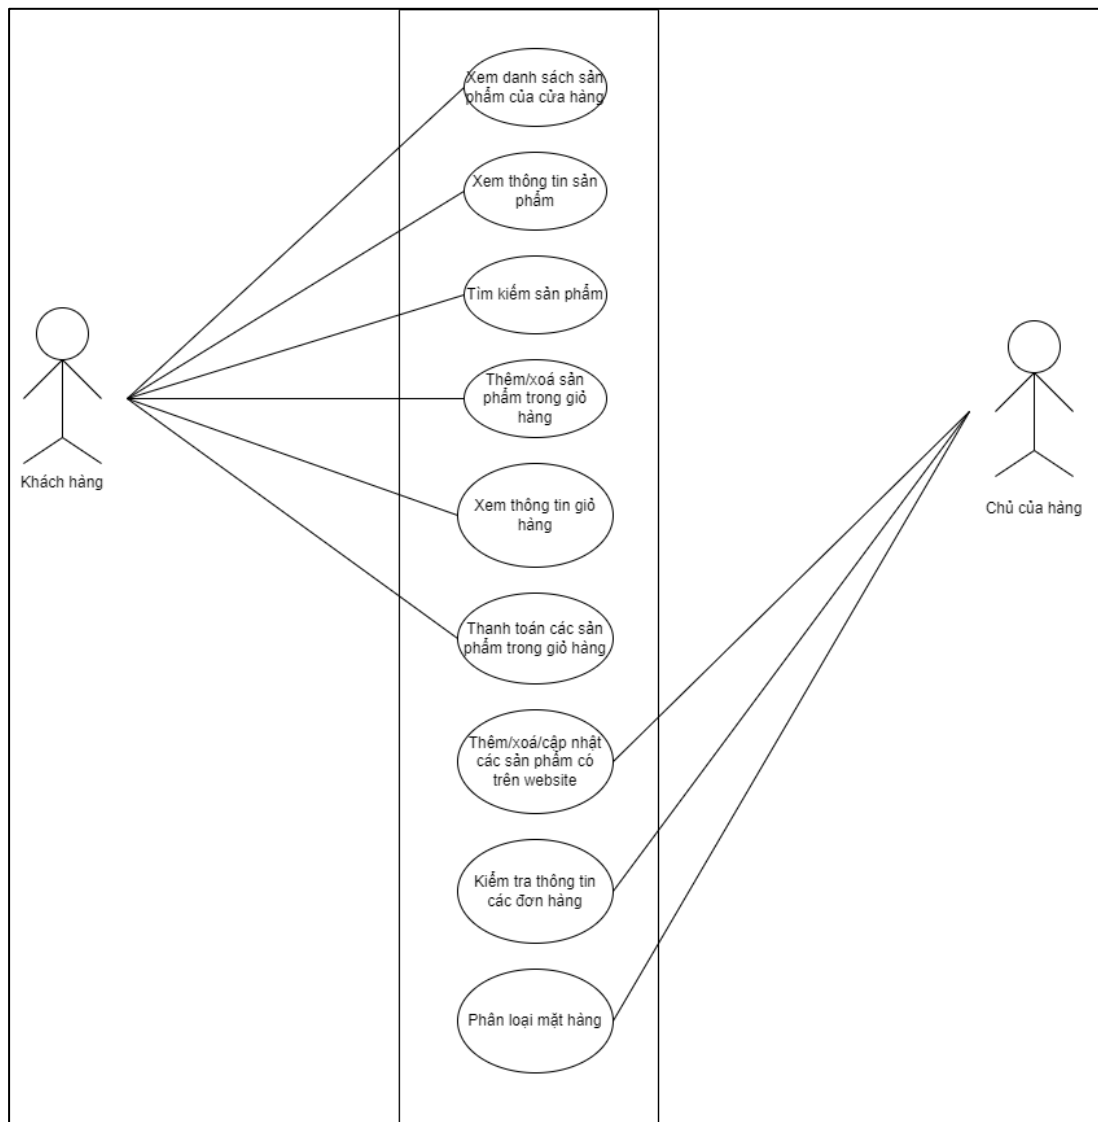 Xem danh sách sản
phẩm của cửa hàng
Xem thông tin sản
phẩm
Tìm kiếm sản phẩm
Thêm/xoá sản
phẩm trong giỏ
hàng
Khách hàng
Xem thông tin giỏ
hàng
Chủ của hàng
Thanh toán các sản
phẩm trong giỏ hàng
Thêm/xoá/cập nhật
các sản phẩm có
trên website
Kiểm tra thông tin
các đơn hàng
Phân loại mặt hàng